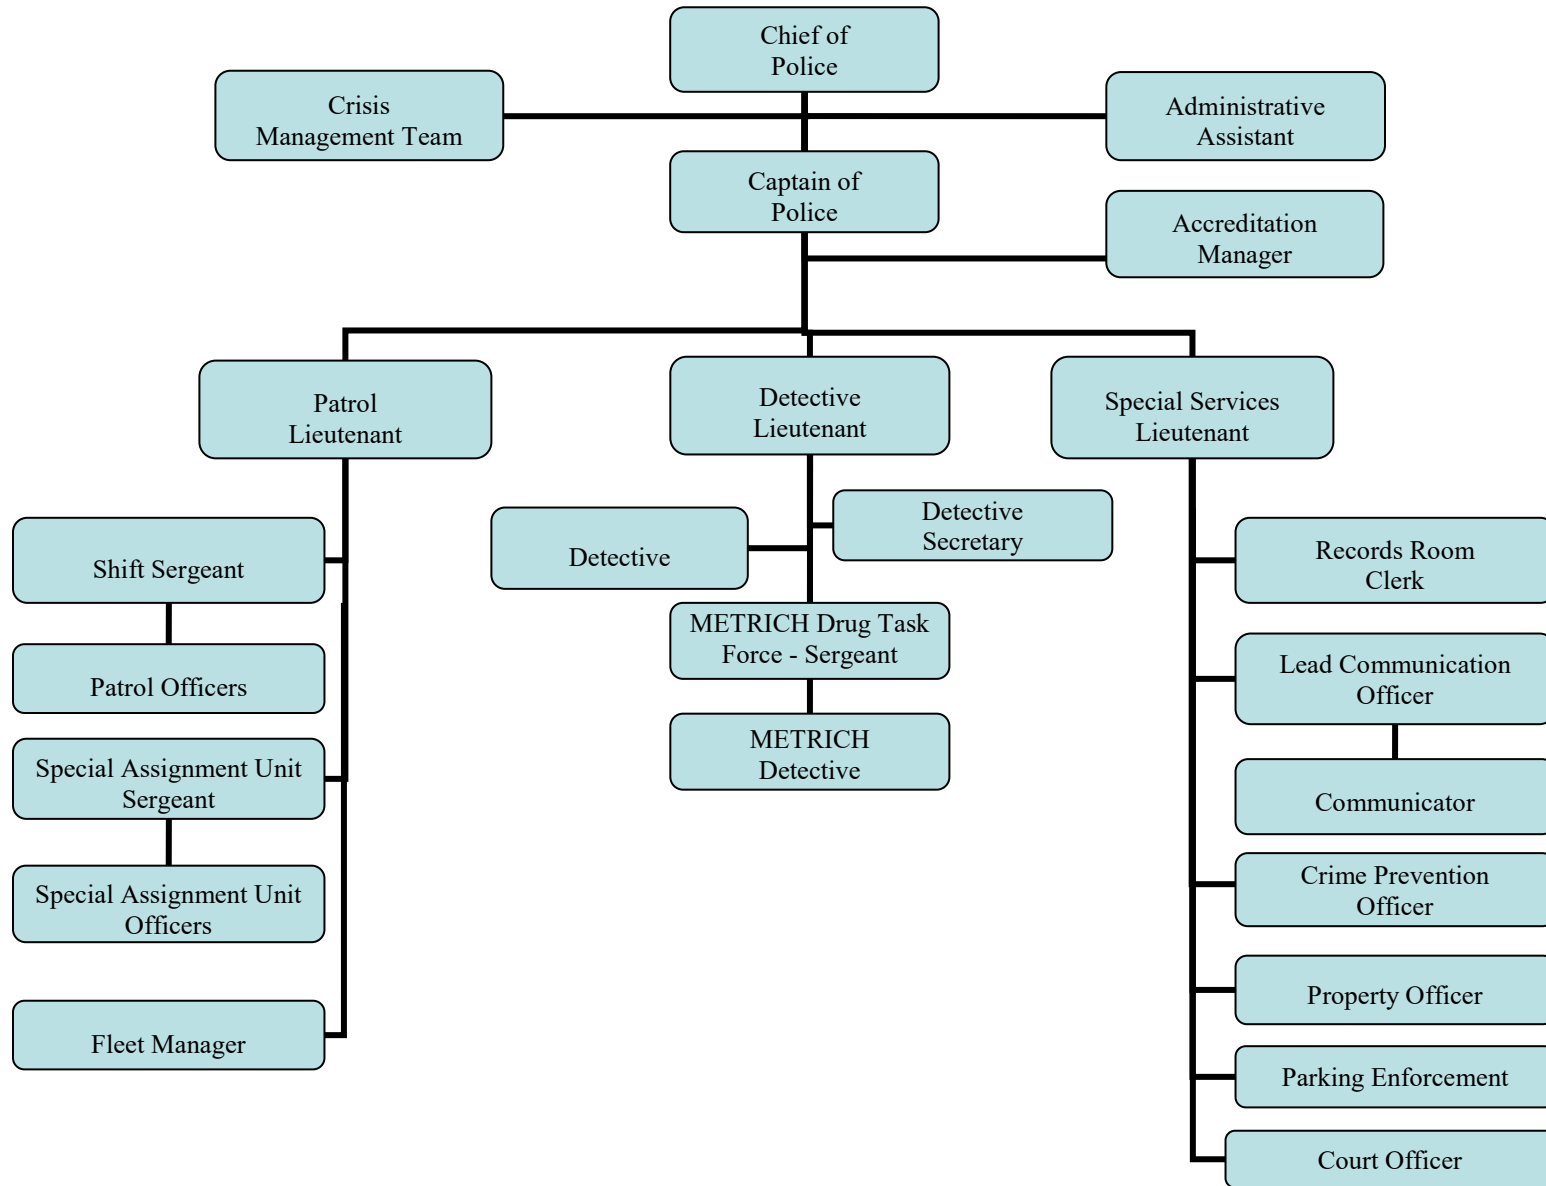 Chief of
Police
Crisis
Management Team
Administrative
Assistant
Captain of
Police
Accreditation
Manager
Patrol
Lieutenant
Detective
Lieutenant
Special Services
Lieutenant
Shift Sergeant
Patrol Officers
Special Assignment Unit
Sergeant
Special Assignment Unit
Officers
Fleet Manager
Detective
Detective
Secretary
METRICH Drug Task
Force - Sergeant
METRICH
Detective
Records Room
Clerk
Lead Communication
Officer
Communicator
Crime Prevention
Officer
Property Officer
Parking Enforcement
Court Officer